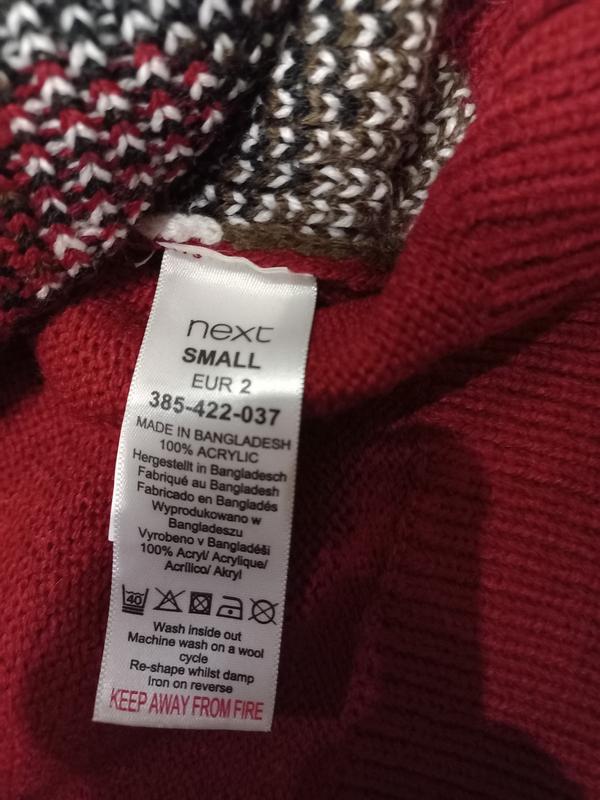 next
SMALL
EUR 2
385-422-037
MADE IN BANGLADESH
100% ACRYLIC
Hergestellt in Bangladesch
Fabriqué au Bangladesh
Fabricado en Bangladés
Wyprodukowano w
Bangladeszu
Vyrobeno v Bangladéši
100% Acryl/ Acrylique/
Acrílico/ Akryl
40
Wash inside out
Machine wash on a wool
cycle
Re-shape whilst damp
Iron on reverse
KEEP AWAY FROM FIRE